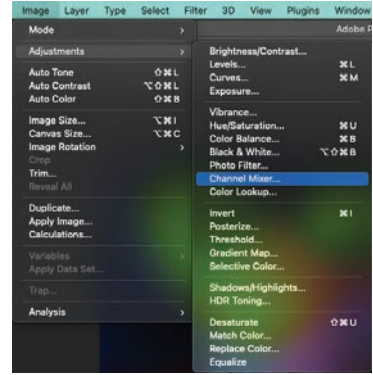 Image Layer Type Select Filter 3D View Plugins Window
Adobe P
Mode ›
Adjustments ›
Auto Tone ⇧⌘L
Auto Contrast ⌥⇧⌘L
Auto Color ⇧⌘B
Image Size... ⌥⌘I
Canvas Size... ⌥⌘C
Image Rotation ›
Crop
Trim...
Reveal All
Duplicate...
Apply Image...
Calculations...
Variables ›
Apply Data Set...
Trap...
Analysis ›
Brightness/Contrast...
Levels... ⌘L
Curves... ⌘M
Exposure...
Vibrance...
Hue/Saturation... ⌘U
Color Balance... ⌘B
Black & White... ⌥⇧⌘B
Photo Filter...
Channel Mixer...
Color Lookup...
Invert ⌘I
Posterize...
Threshold...
Gradient Map...
Selective Color...
Shadows/Highlights...
HDR Toning...
Desaturate ⇧⌘U
Match Color...
Replace Color...
Equalize